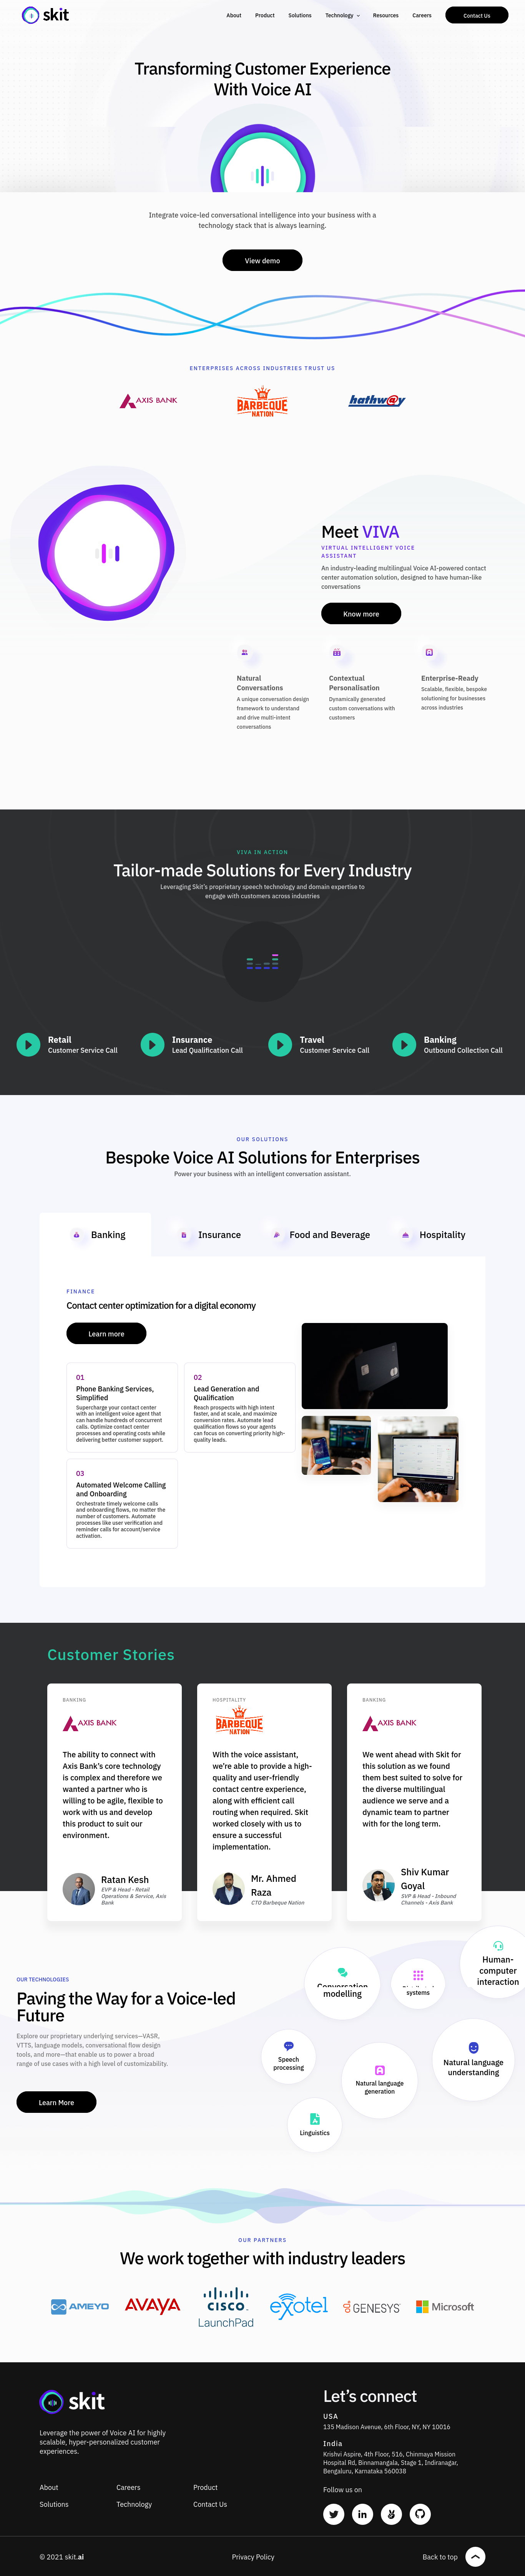 skit
About Product Solutions Technology Resources Careers Contact Us
Transforming Customer Experience
With Voice AI
Integrate voice-led conversational intelligence into your business with a
technology stack that is always learning.
View demo
ENTERPRISES ACROSS INDUSTRIES TRUST US
AXIS BANK
BARBEQUE
NATION
hathw@y
Meet VIVA
VIRTUAL INTELLIGENT VOICE
ASSISTANT
An industry-leading multilingual Voice AI-powered contact
center automation solution, designed to have human-like
conversations
Know more
Natural
Conversations
A unique conversation design
framework to understand
and drive multi-intent
conversations
Contextual
Personalisation
Dynamically generated
custom conversations with
customers
Enterprise-Ready
Scalable, flexible, bespoke
solutioning for businesses
across industries
VIVA IN ACTION
Tailor-made Solutions for Every Industry
Leveraging Skit's proprietary speech technology and domain expertise to
engage with customers across industries
Retail
Customer Service Call
Insurance
Lead Qualification Call
Travel
Customer Service Call
Banking
Outbound Collection Call
OUR SOLUTIONS
Bespoke Voice AI Solutions for Enterprises
Power your business with an intelligent conversation assistant.
Banking
Insurance
Food and Beverage
Hospitality
FINANCE
Contact center optimization for a digital economy
Learn more
01
Phone Banking Services,
Simplified
Supercharge your contact center
with an intelligent voice agent that
can handle hundreds of concurrent
calls. Optimize contact center
processes and operating costs while
delivering better customer support.
02
Lead Generation and
Qualification
Reach prospects with high intent
faster, and at scale, and maximize
conversion rates. Automate lead
qualification flows so your agents
can focus on converting priority high-
quality leads.
03
Automated Welcome Calling
and Onboarding
Orchestrate timely welcome calls
and onboarding flows, no matter the
number of customers. Automate
processes like user verification and
reminder calls for account/service
activation.
Customer Stories
BANKING
AXIS BANK
The ability to connect with
Axis Bank's core technology
is complex and therefore we
wanted a partner who is
willing to be agile, flexible to
work with us and develop
this product to suit our
environment.
Ratan Kesh
EVP & Head - Retail
Operations & Service, Axis
Bank
HOSPITALITY
BARBEQUE
NATION
With the voice assistant,
we're able to provide a high-
quality and user-friendly
contact centre experience,
along with efficient call
routing when required. Skit
worked closely with us to
ensure a successful
implementation.
Mr. Ahmed
Raza
CTO Barbeque Nation
BANKING
AXIS BANK
We went ahead with Skit for
this solution as we found
them best suited to solve for
the diverse multilingual
audience we serve and a
dynamic team to partner
with for the long term.
Shiv Kumar
Goyal
SVP & Head - Inbound
Channels - Axis Bank
OUR TECHNOLOGIES
Paving the Way for a Voice-led
Future
Explore our proprietary underlying services—VASR,
VTTS, language models, conversational flow design
tools, and more—that enable us to power a broad
range of use cases with a high level of customizability.
Learn More
Conversation
modelling
systems
Human-
computer
interaction
Speech
processing
Natural language
generation
Natural language
understanding
Linguistics
OUR PARTNERS
We work together with industry leaders
AMEYO
AVAYA
CISCO
LaunchPad
exotel
GENESYS
Microsoft
skit
Leverage the power of Voice AI for highly
scalable, hyper-personalized customer
experiences.
About Careers Product
Solutions Technology Contact Us
Let's connect
USA
135 Madison Avenue, 6th Floor, NY, NY 10016
India
Krishvi Aspire, 4th Floor, 516, Chinmaya Mission
Hospital Rd, Binnamangala, Stage 1, Indiranagar,
Bengaluru, Karnataka 560038
Follow us on
© 2021 skit.ai
Privacy Policy
Back to top